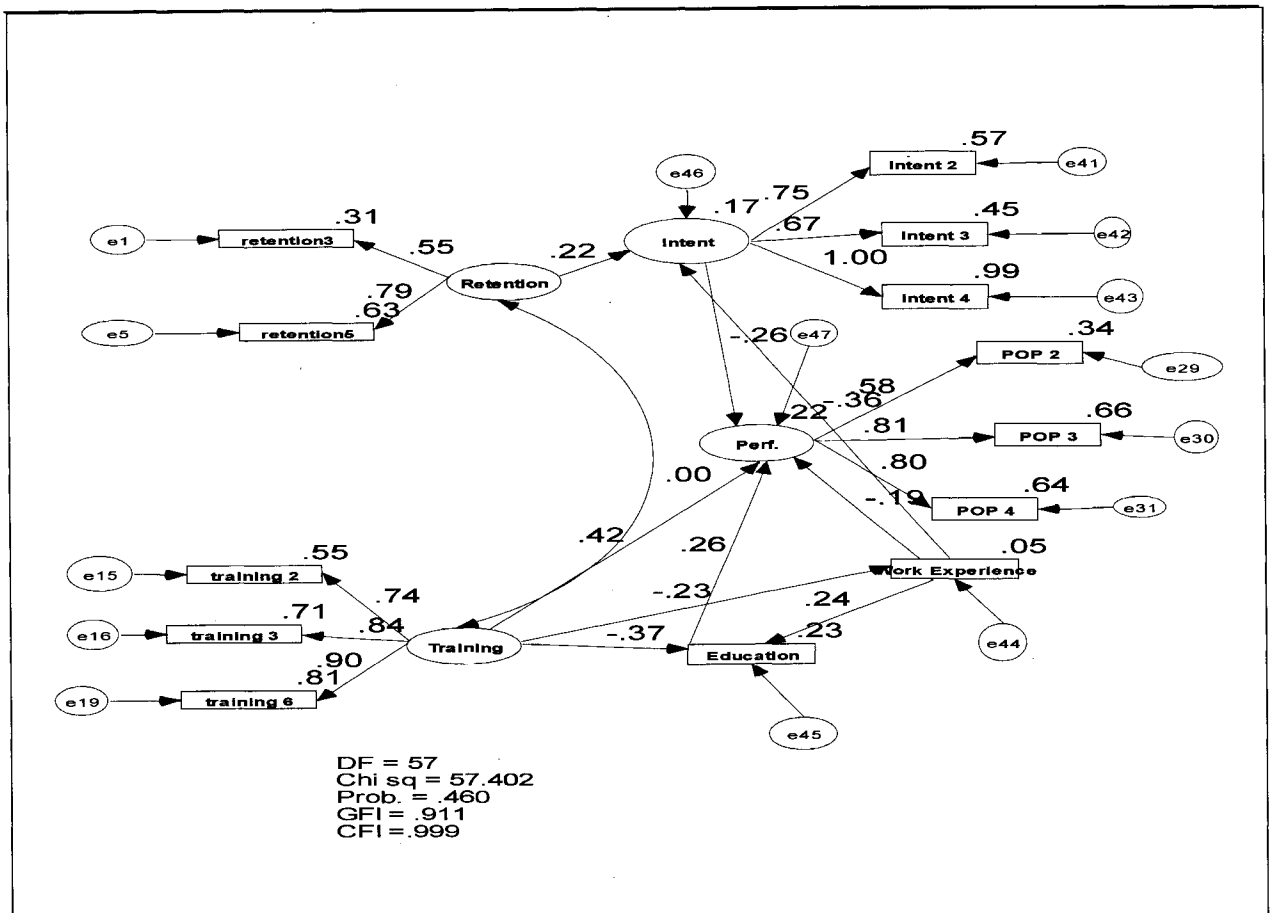 .57
e46
Intent 2
e41
.17
.75
.31
.45
e1
retention3
.67
Intent
Intent 3
e42
.55
.22
1.00
.99
Retention
.79
Intent 4
e43
.63
e5
retention5
-.26
e47
.34
POP 2
e29
.58
-.36
.22
.66
.81
Perf.
POP 3
e30
.00
.80
.64
-.19
POP 4
e31
.42
.26
.05
.55
e15
training 2
Work Experience
.74
-.23
.24
.71
e16
training 3
.84
-.37
.23
e44
Training
Education
.90
.81
e19
training 6
e45
DF = 57
Chi sq = 57.402
Prob. = .460
GFI = .911
CFI = .999